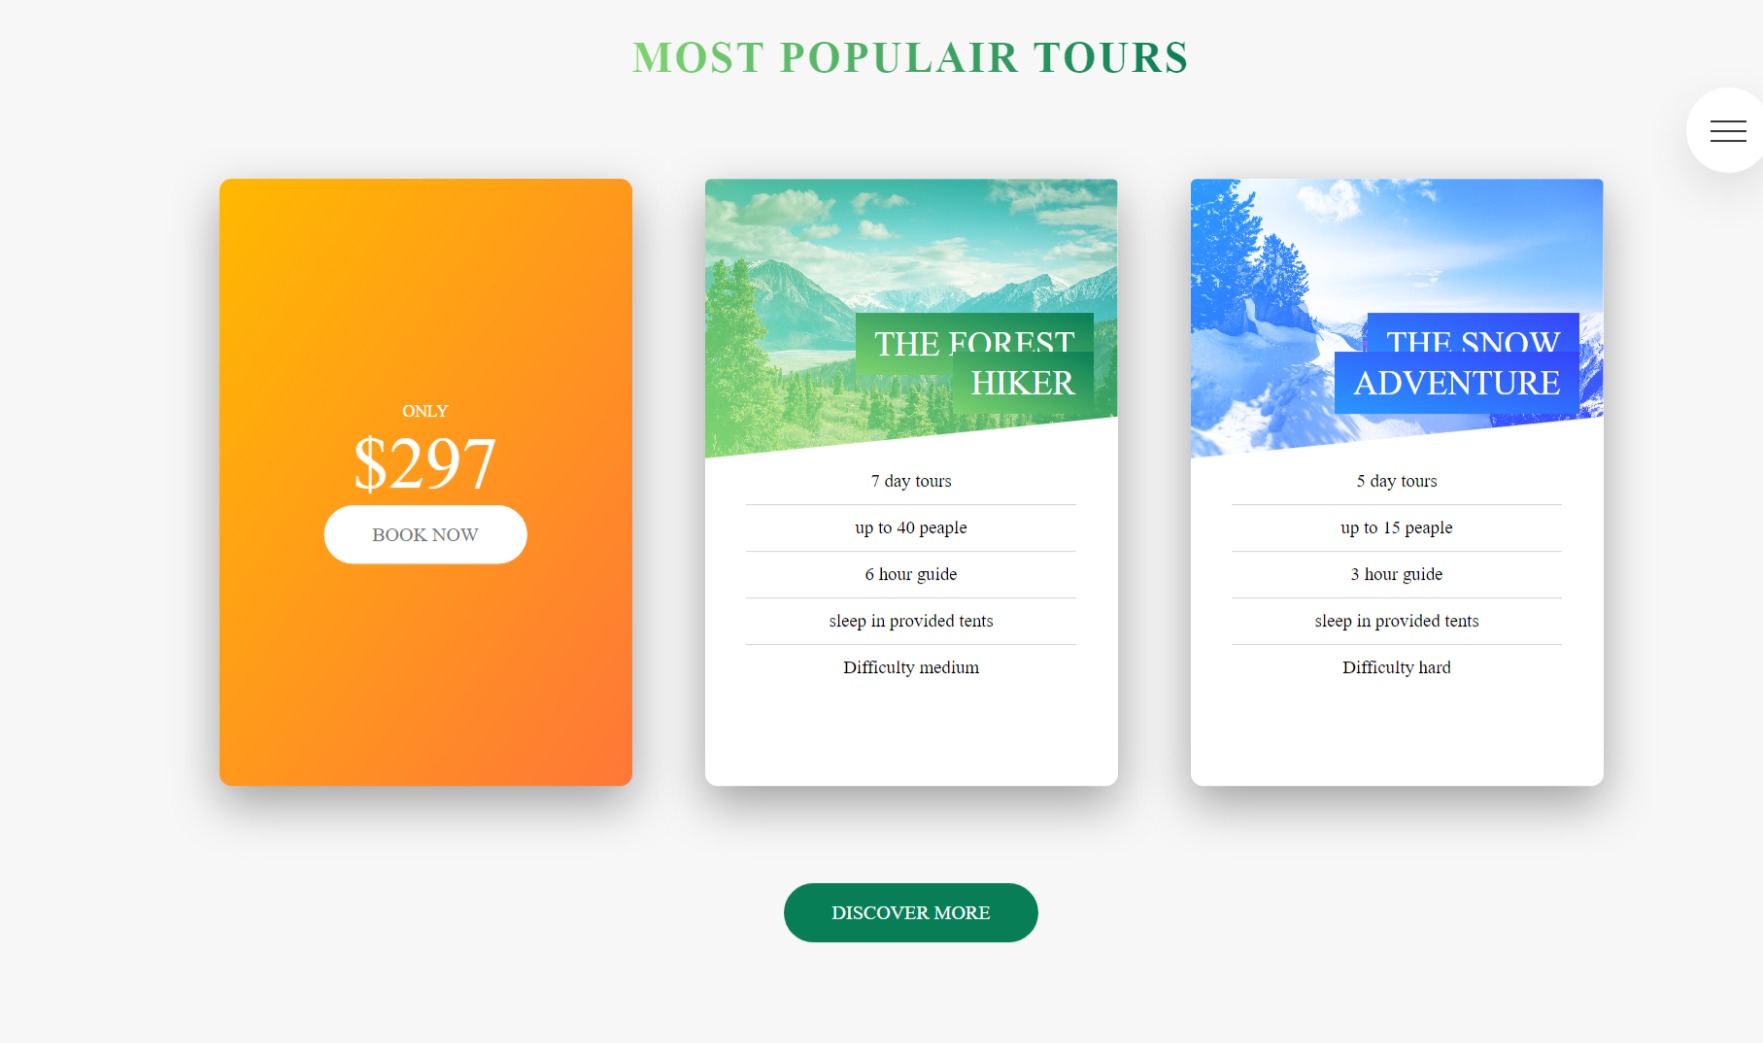 MOST POPULAIR TOURS
ONLY
$297
BOOK NOW
THE FOREST
HIKER
7 day tours
up to 40 peaple
6 hour guide
sleep in provided tents
Difficulty medium
THE SNOW
ADVENTURE
5 day tours
up to 15 peaple
3 hour guide
sleep in provided tents
Difficulty hard
DISCOVER MORE